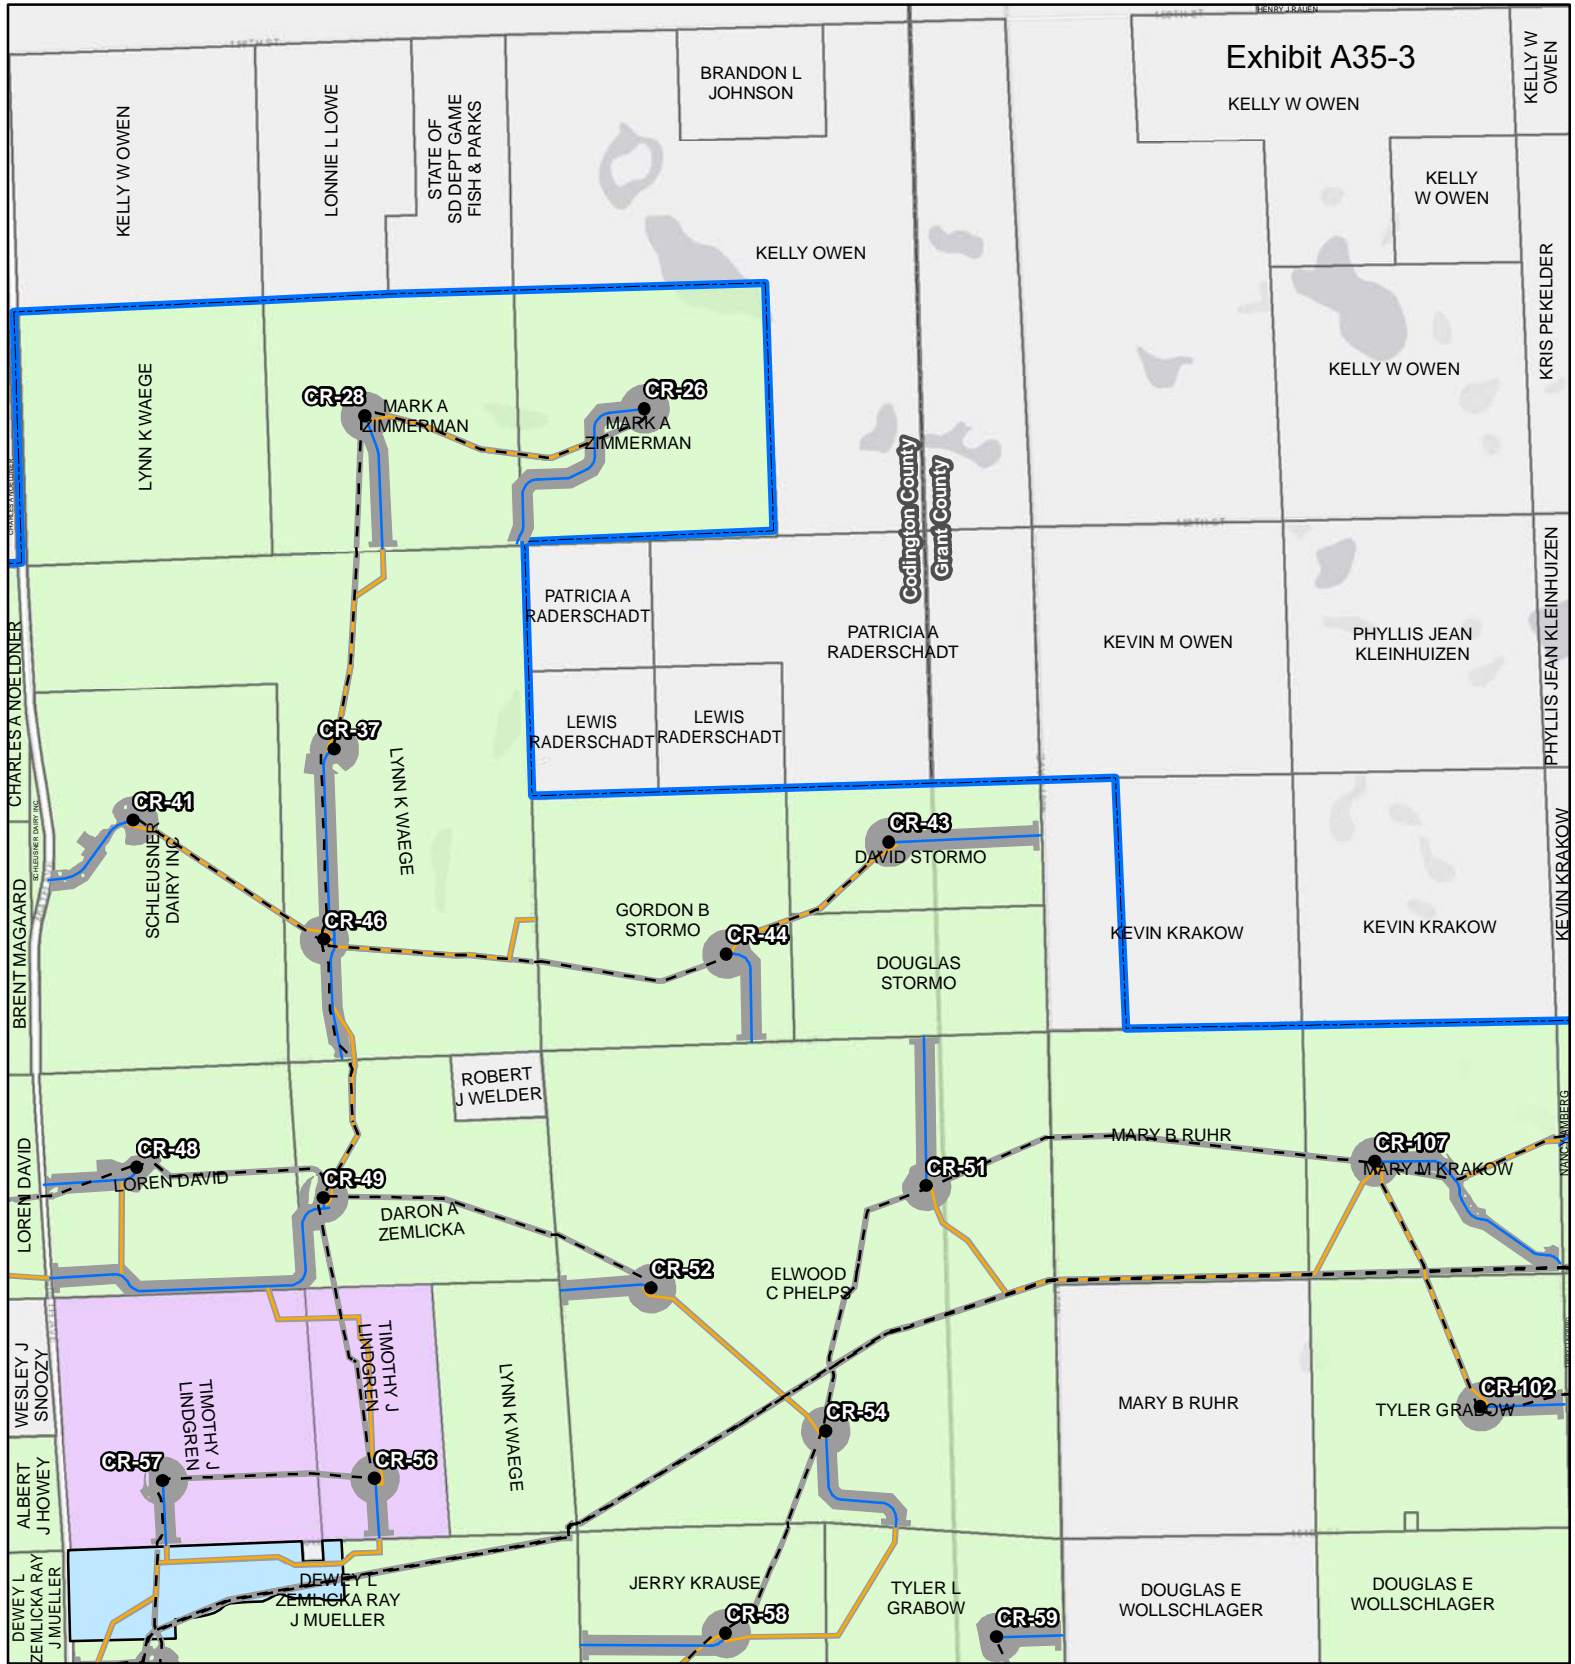 HENRY J RAUEN
Exhibit A35-3
KELLY W OWEN
KELLY W
OWEN
BRANDON L
JOHNSON
KELLY W OWEN
LONNIE L LOWE
STATE OF
SD DEPT GAME
FISH & PARKS
KELLY
W OWEN
KELLY OWEN
KRIS PEKELDER
KELLY W OWEN
LYNN K WAEGE
CR-28
MARK A
ZIMMERMAN
CR-26
MARK A
ZIMMERMAN
CHARLES A NOELDNER
Codington County
Grant County
PATRICIA A
RADERSCHADT
PATRICIA A
RADERSCHADT
KEVIN M OWEN
PHYLLIS JEAN
KLEINHUIZEN
PHYLLIS JEAN KLEINHUIZEN
CHARLES A NOELDNER
LEWIS
RADERSCHADT
LEWIS
RADERSCHADT
CR-37
LYNN K WAEGE
CR-41
SCHLEUSNER
DAIRY INC
SCHLEUSNER DAIRY INC
CR-43
DAVID STORMO
BRENT MAGAARD
CR-46
GORDON B
STORMO
CR-44
DOUGLAS
STORMO
KEVIN KRAKOW
KEVIN KRAKOW
KEVIN KRAKOW
ROBERT
J WELDER
LOREN DAVID
CR-48
LOREN DAVID
CR-49
DARON A
ZEMLICKA
CR-51
MARY B RUHR
CR-107
MARY M KRAKOW
CR-52
ELWOOD
C PHELPS
WESLEY J
SNOOZY
TIMOTHY J
LINDGREN
TIMOTHY J
LINDGREN
LYNN K WAEGE
CR-54
MARY B RUHR
CR-102
TYLER GRABOW
ALBERT
J HOWEY
CR-57
CR-56
DEWEY L
ZEMLICKA RAY
J MUELLER
DEWEY L
ZEMLICKA RAY
J MUELLER
JERRY KRAUSE
CR-58
TYLER L
GRABOW
CR-59
DOUGLAS E
WOLLSCHLAGER
DOUGLAS E
WOLLSCHLAGER